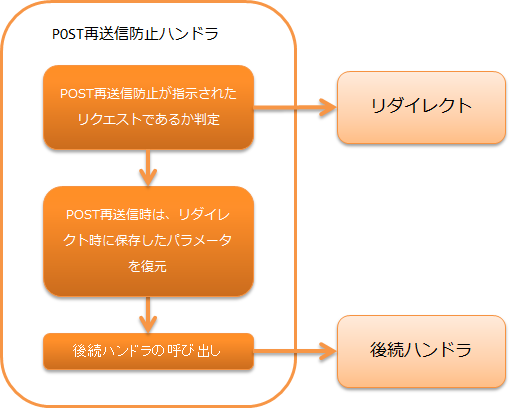 POST再送信防止ハンドラ
POST再送信防止が指示された
リクエストであるか判定
リダイレクト
POST再送信時は、リダイレ
クト時に保存したパラメータ
を復元
後続ハンドラの呼び出し
後続ハンドラ